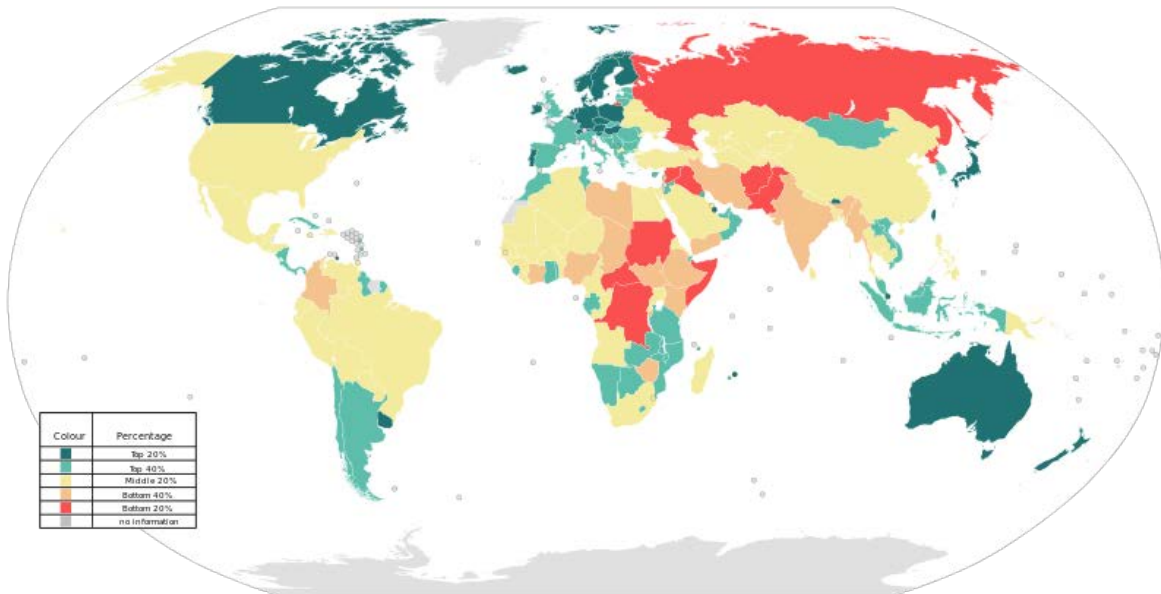 Colour Percentage
Top 20%
Top 40%
Middle 20%
Bottom 40%
Bottom 20%
no information